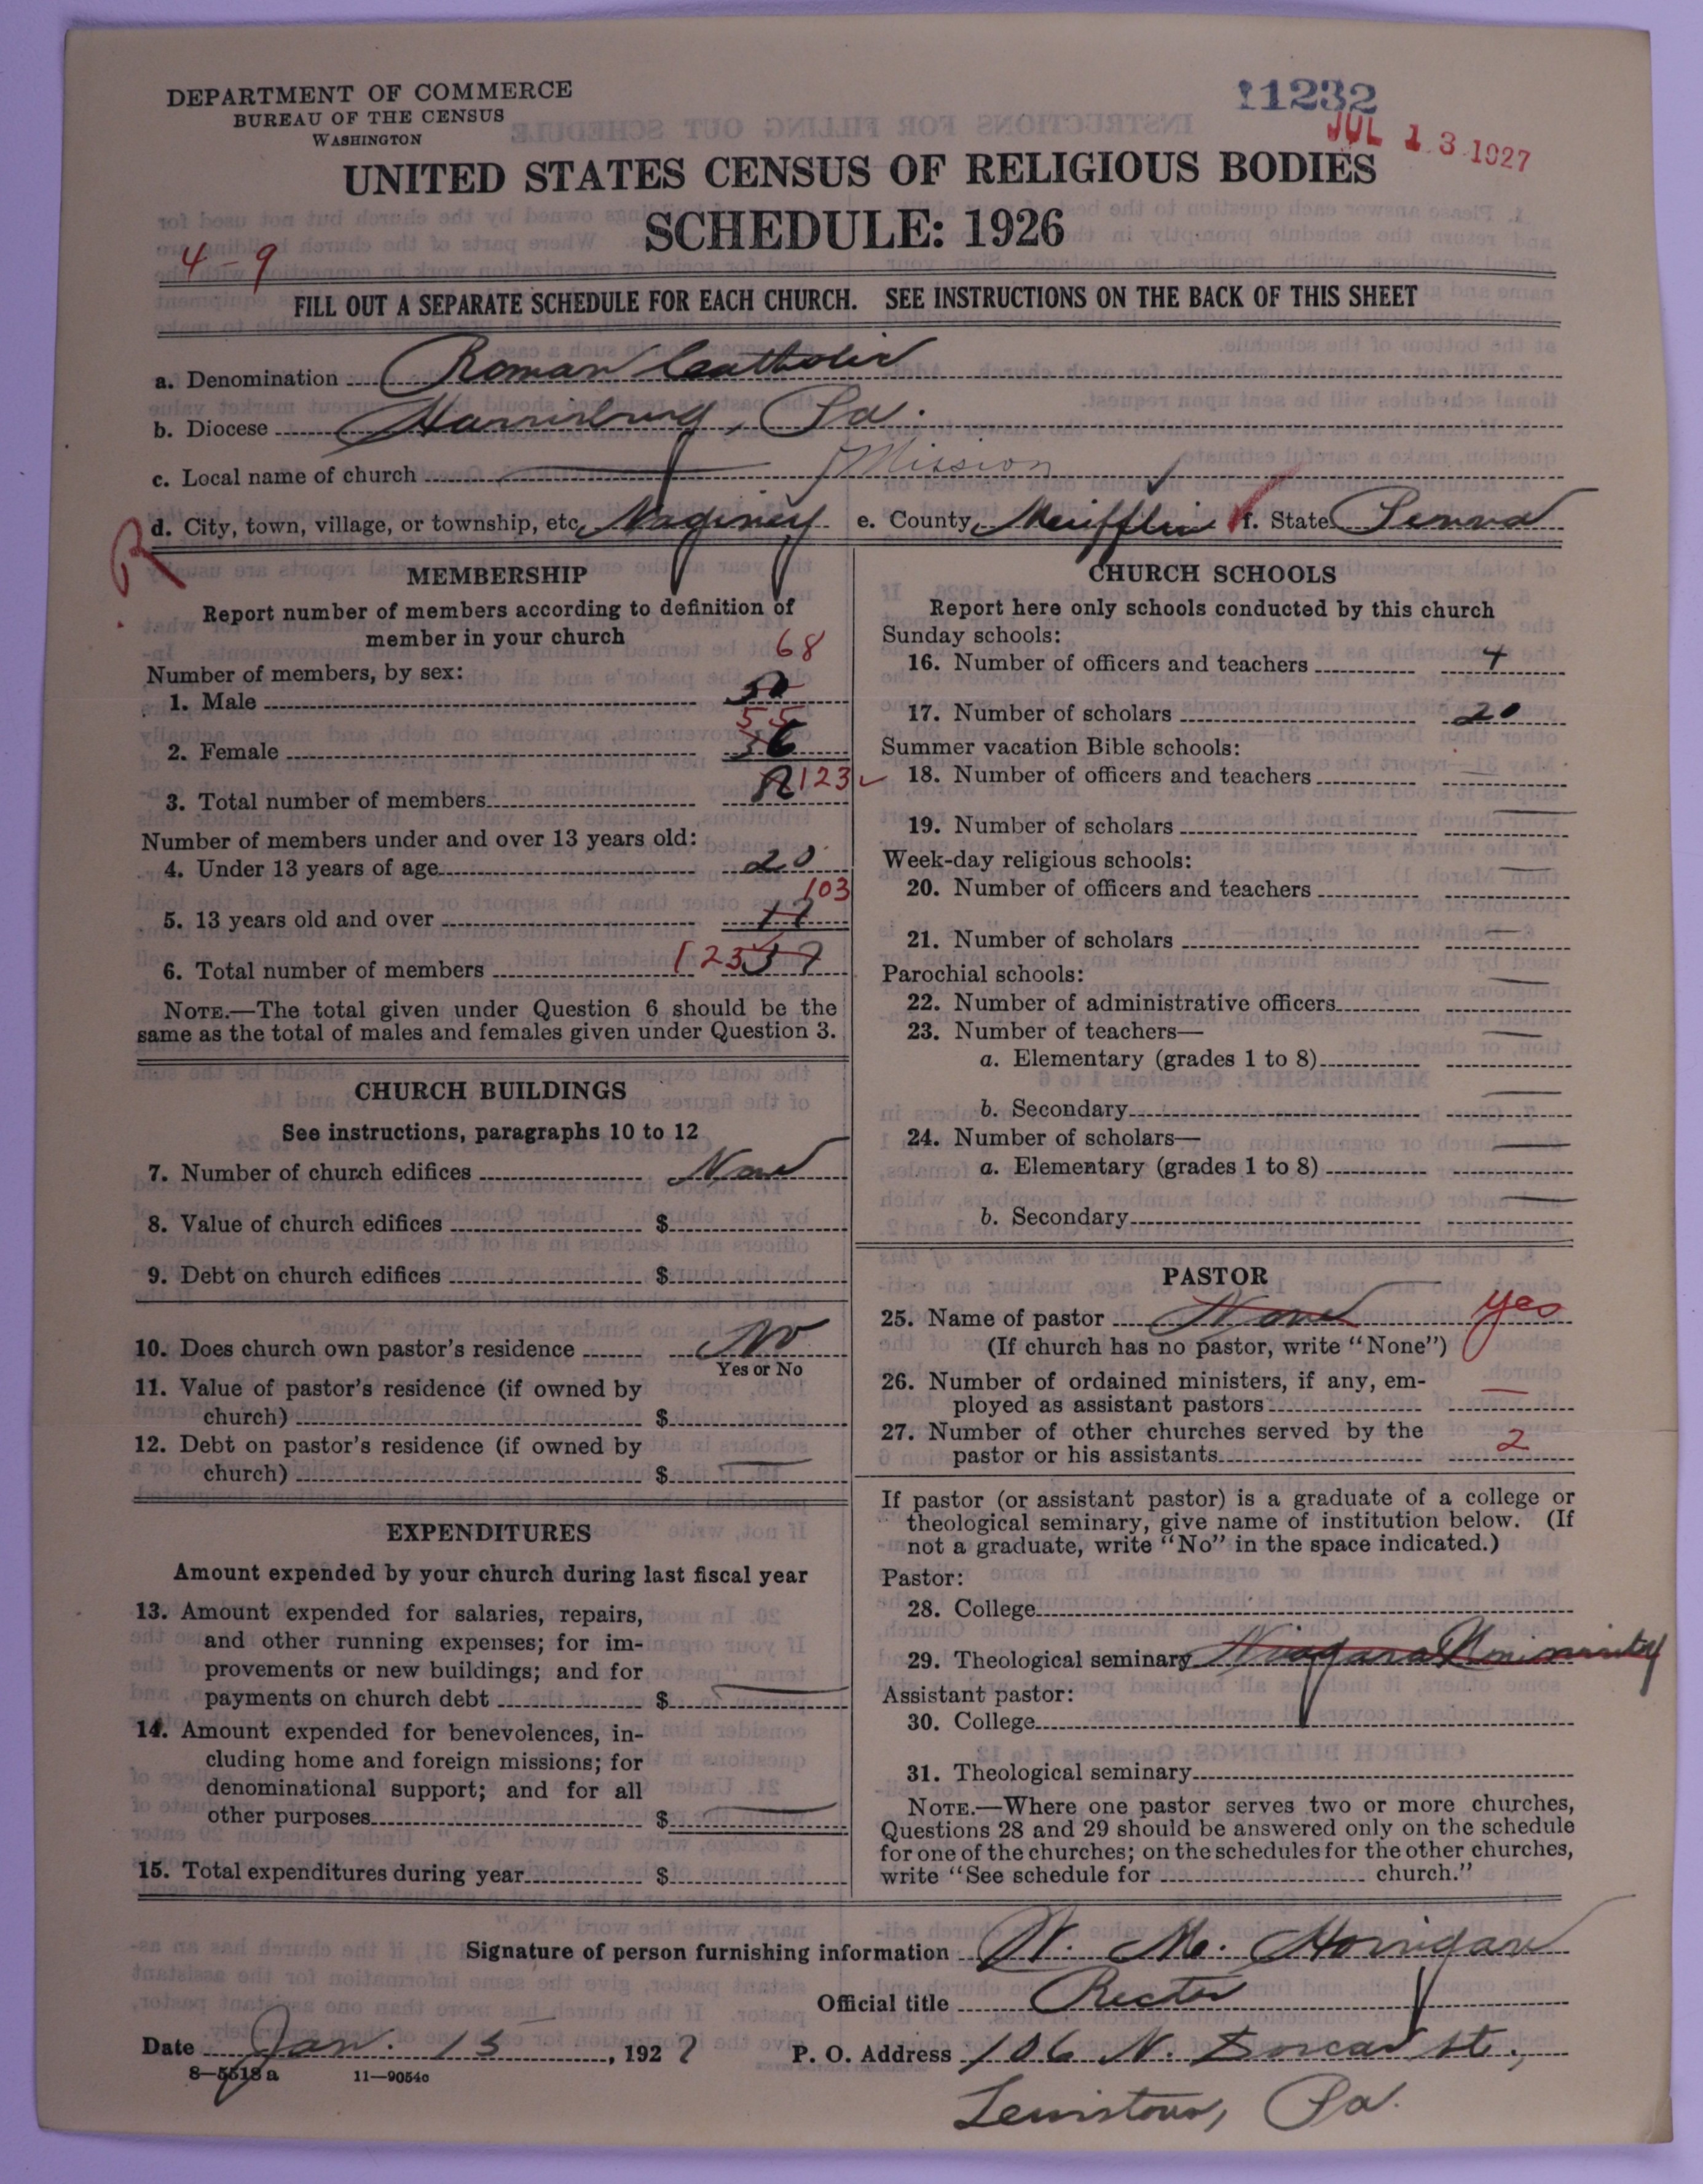 DEPARTMENT OF COMMERCE
BUREAU OF THE CENSUS
WASHINGTON
11232
JUL 13 1927
UNITED STATES CENSUS OF RELIGIOUS BODIES
SCHEDULE: 1926
4-9
FILL OUT A SEPARATE SCHEDULE FOR EACH CHURCH. SEE INSTRUCTIONS ON THE BACK OF THIS SHEET
a. Denomination Roman Catholic
b. Diocese Harrisburg, Pa.
c. Local name of church Mission
d. City, town, village, or township, etc. Naginey e. County Meifflin f. State Penna
R
MEMBERSHIP
Report number of members according to definition of
member in your church
68
Number of members, by sex:
1. Male
55
2. Female 36
3. Total number of members 123
Number of members under and over 13 years old:
4. Under 13 years of age 20
103
5. 13 years old and over 17
6. Total number of members 123 37
NOTE.—The total given under Question 6 should be the
same as the total of males and females given under Question 3.
CHURCH BUILDINGS
See instructions, paragraphs 10 to 12
7. Number of church edifices None
8. Value of church edifices $
9. Debt on church edifices $
10. Does church own pastor's residence No
Yes or No
11. Value of pastor's residence (if owned by
church) $
12. Debt on pastor's residence (if owned by
church) $
EXPENDITURES
Amount expended by your church during last fiscal year
13. Amount expended for salaries, repairs,
and other running expenses; for im-
provements or new buildings; and for
payments on church debt $
14. Amount expended for benevolences, in-
cluding home and foreign missions; for
denominational support; and for all
other purposes $
15. Total expenditures during year $
CHURCH SCHOOLS
Report here only schools conducted by this church
Sunday schools:
16. Number of officers and teachers 4
17. Number of scholars 20
Summer vacation Bible schools:
18. Number of officers and teachers
19. Number of scholars —
Week-day religious schools:
20. Number of officers and teachers —
21. Number of scholars —
Parochial schools:
22. Number of administrative officers —
23. Number of teachers—
a. Elementary (grades 1 to 8) —
b. Secondary —
24. Number of scholars—
a. Elementary (grades 1 to 8) —
b. Secondary —
PASTOR
25. Name of pastor None yes
(If church has no pastor, write "None")
26. Number of ordained ministers, if any, em-
ployed as assistant pastors —
27. Number of other churches served by the
pastor or his assistants 2
If pastor (or assistant pastor) is a graduate of a college or
theological seminary, give name of institution below. (If
not a graduate, write "No" in the space indicated.)
Pastor:
28. College
29. Theological seminary Niagara University
Assistant pastor:
30. College
31. Theological seminary
NOTE.—Where one pastor serves two or more churches,
Questions 28 and 29 should be answered only on the schedule
for one of the churches; on the schedules for the other churches,
write "See schedule for church."
Signature of person furnishing information W. M. Horrigan
Official title Rector
Date Jan. 15, 1927 P. O. Address 106 N. Dorcas St.,
8—5518a 11—9054c
Lewistown, Pa.